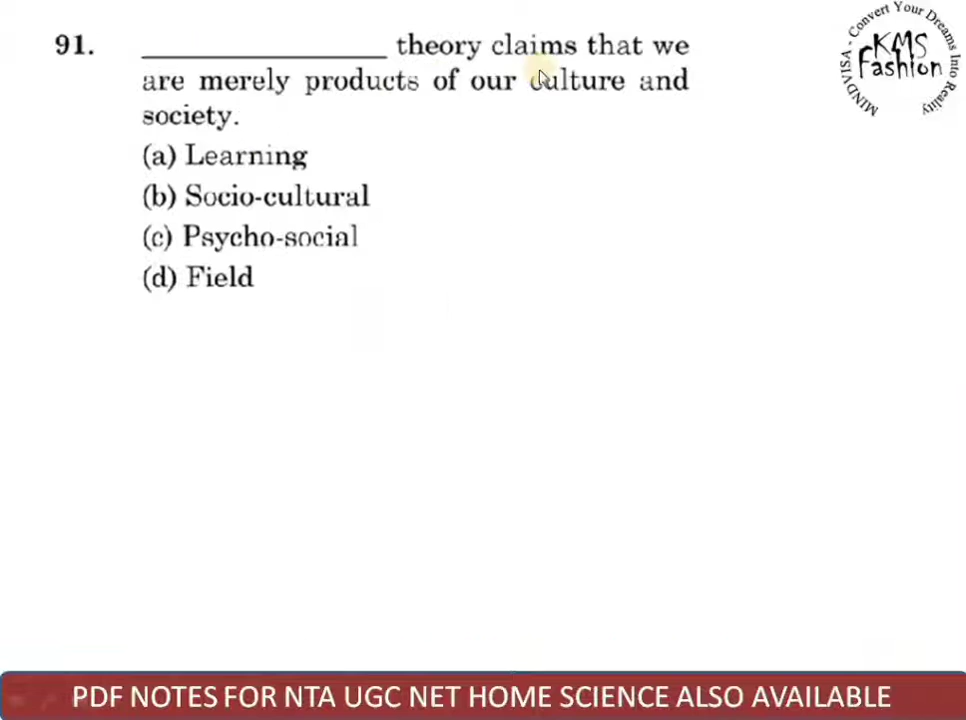 91. ________________ theory claims that we
are merely products of our culture and
society.
(a) Learning
(b) Socio-cultural
(c) Psycho-social
(d) Field
MINDVISA - Convert Your Dreams Into Reality
KMS
Fashion
PDF NOTES FOR NTA UGC NET HOME SCIENCE ALSO AVAILABLE